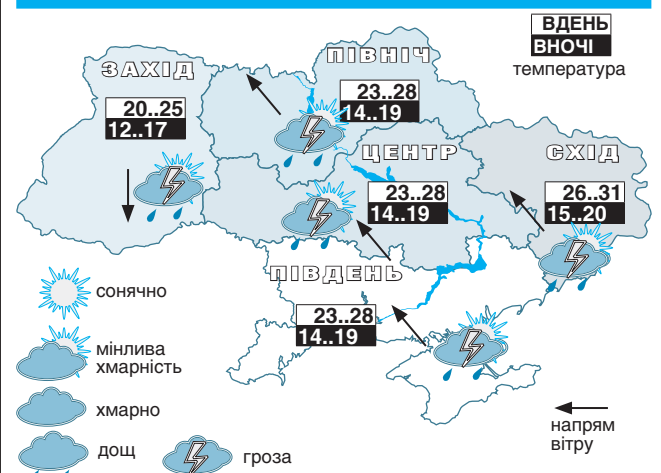 ВДЕНЬ
ВНОЧІ
температура
ЗАХІД
20..25
12..17
ПІВНІЧ
23..28
14..19
ЦЕНТР
23..28
14..19
СХІД
26..31
15..20
ПІВДЕНЬ
23..28
14..19
сонячно
мінлива
хмарність
хмарно
дощ
гроза
напрям
вітру